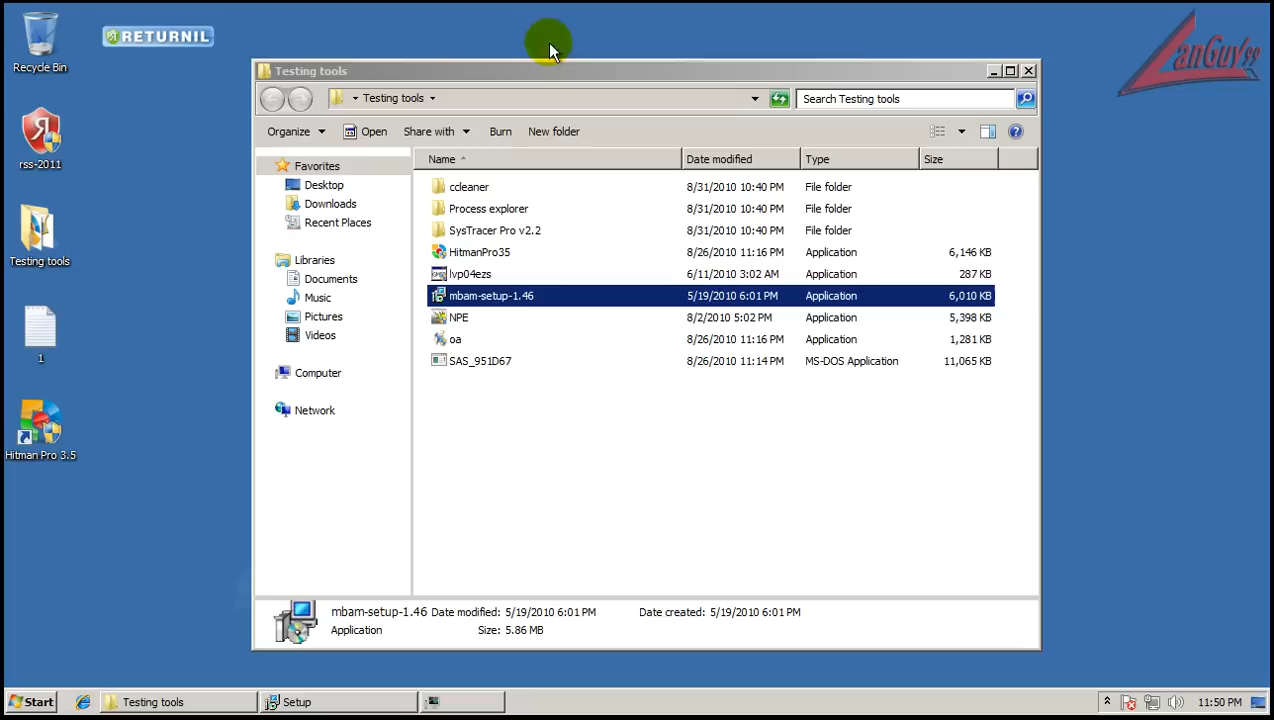 Recycle Bin
RETURNIL
LanGuy99
rss-2011
Testing tools
1
Hitman Pro 3.5
Testing tools
Testing tools
Search Testing tools
Organize Open Share with Burn New folder
Favorites
Desktop
Downloads
Recent Places
Libraries
Documents
Music
Pictures
Videos
Computer
Network
Name Date modified Type Size
ccleaner 8/31/2010 10:40 PM File folder
Process explorer 8/31/2010 10:40 PM File folder
SysTracer Pro v2.2 8/31/2010 10:40 PM File folder
HitmanPro35 8/26/2010 11:16 PM Application 6,146 KB
lvp04ezs 6/11/2010 3:02 AM Application 287 KB
mbam-setup-1.46 5/19/2010 6:01 PM Application 6,010 KB
NPE 8/2/2010 5:02 PM Application 5,398 KB
oa 8/26/2010 11:16 PM Application 1,281 KB
SAS_951D67 8/26/2010 11:14 PM MS-DOS Application 11,065 KB
mbam-setup-1.46 Date modified: 5/19/2010 6:01 PM Date created: 5/19/2010 6:01 PM
Application Size: 5.86 MB
Start Testing tools Setup 11:50 PM